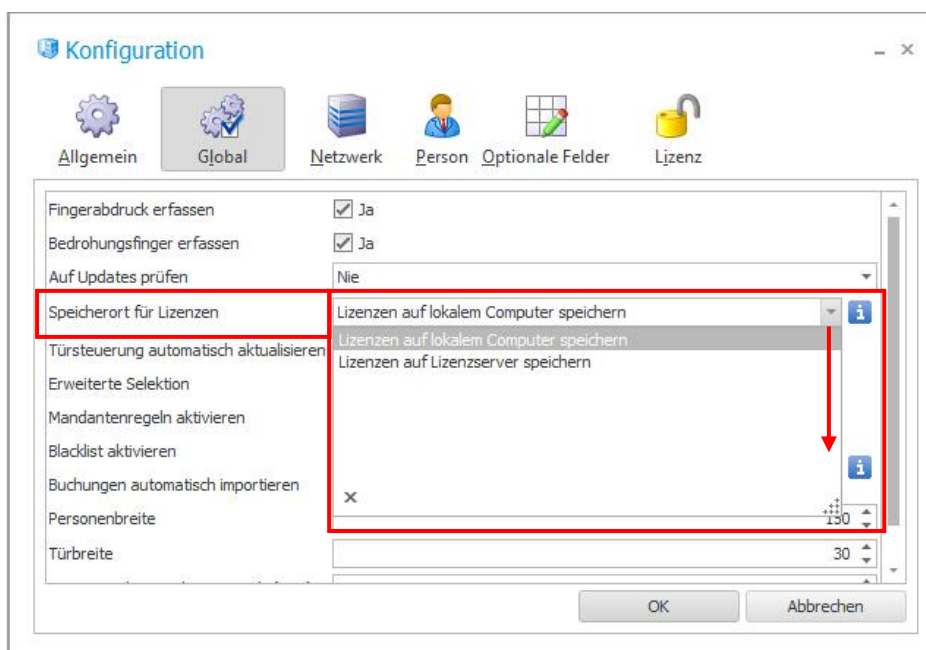 Konfiguration
Allgemein Global Netzwerk Person Optionale Felder Lizenz
Fingerabdruck erfassen Ja
Bedrohungsfinger erfassen Ja
Auf Updates prüfen Nie
Speicherort für Lizenzen Lizenzen auf lokalem Computer speichern
Lizenzen auf lokalem Computer speichern
Türsteuerung automatisch aktualisieren Lizenzen auf Lizenzserver speichern
Erweiterte Selektion
Mandantenregeln aktivieren
Blacklist aktivieren
Buchungen automatisch importieren
Personenbreite 150
Türbreite 30
OK Abbrechen